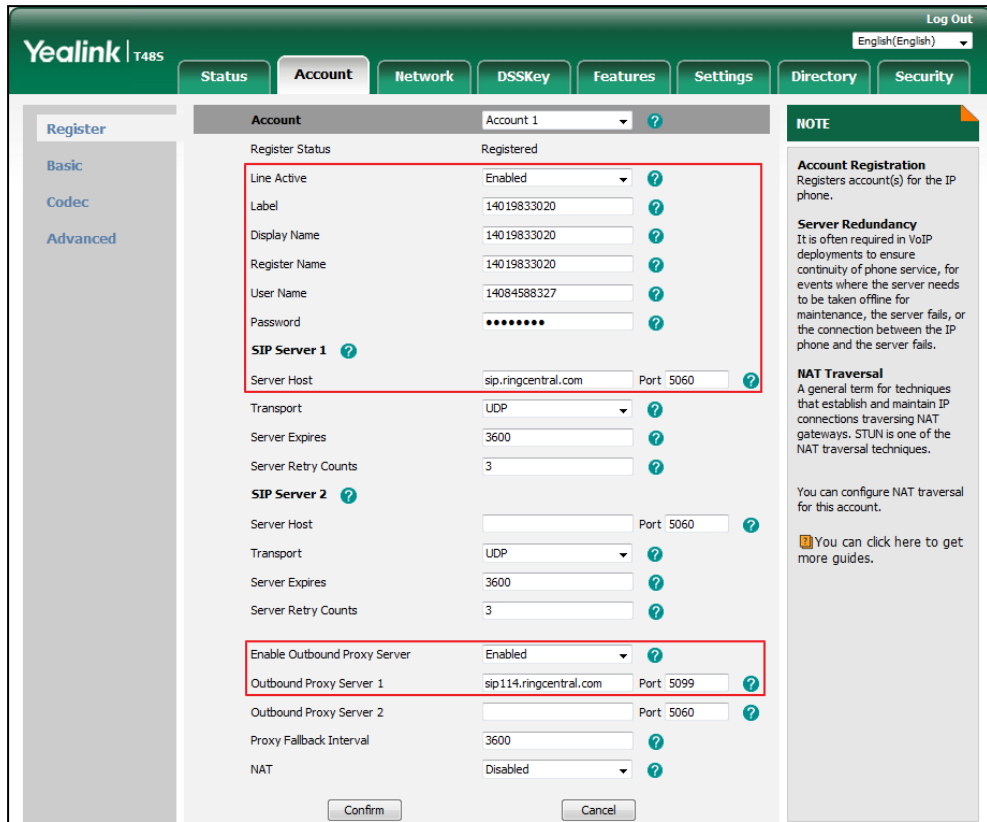 Log Out
Yealink | T48S
English(English)
Status Account Network DSSKey Features Settings Directory Security
Register
Basic
Codec
Advanced
Account Account 1
Register Status Registered
Line Active Enabled
Label 14019833020
Display Name 14019833020
Register Name 14019833020
User Name 14084588327
Password ••••••••
SIP Server 1
Server Host sip.ringcentral.com Port 5060
Transport UDP
Server Expires 3600
Server Retry Counts 3
SIP Server 2
Server Host Port 5060
Transport UDP
Server Expires 3600
Server Retry Counts 3
Enable Outbound Proxy Server Enabled
Outbound Proxy Server 1 sip114.ringcentral.com Port 5099
Outbound Proxy Server 2 Port 5060
Proxy Fallback Interval 3600
NAT Disabled
Confirm Cancel
NOTE
Account Registration
Registers account(s) for the IP
phone.
Server Redundancy
It is often required in VoIP
deployments to ensure
continuity of phone service, for
events where the server needs
to be taken offline for
maintenance, the server fails, or
the connection between the IP
phone and the server fails.
NAT Traversal
A general term for techniques
that establish and maintain IP
connections traversing NAT
gateways. STUN is one of the
NAT traversal techniques.
You can configure NAT traversal
for this account.
You can click here to get
more guides.